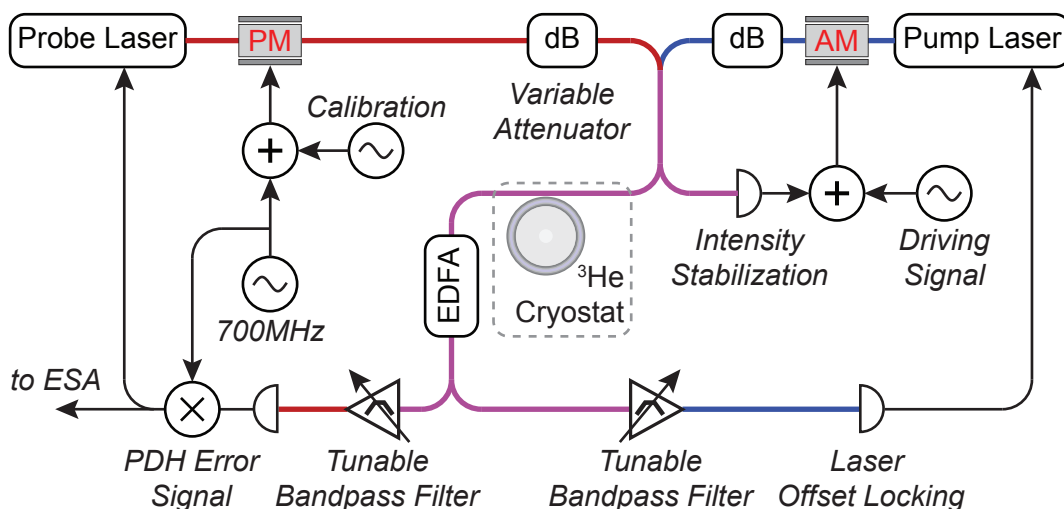 Probe Laser
PM
dB
dB
AM
Pump Laser
Calibration
Variable
Attenuator
+
+
Intensity
Stabilization
Driving
Signal
EDFA
³He
Cryostat
700MHz
to ESA
×
PDH Error
Signal
Tunable
Bandpass Filter
Tunable
Bandpass Filter
Laser
Offset Locking